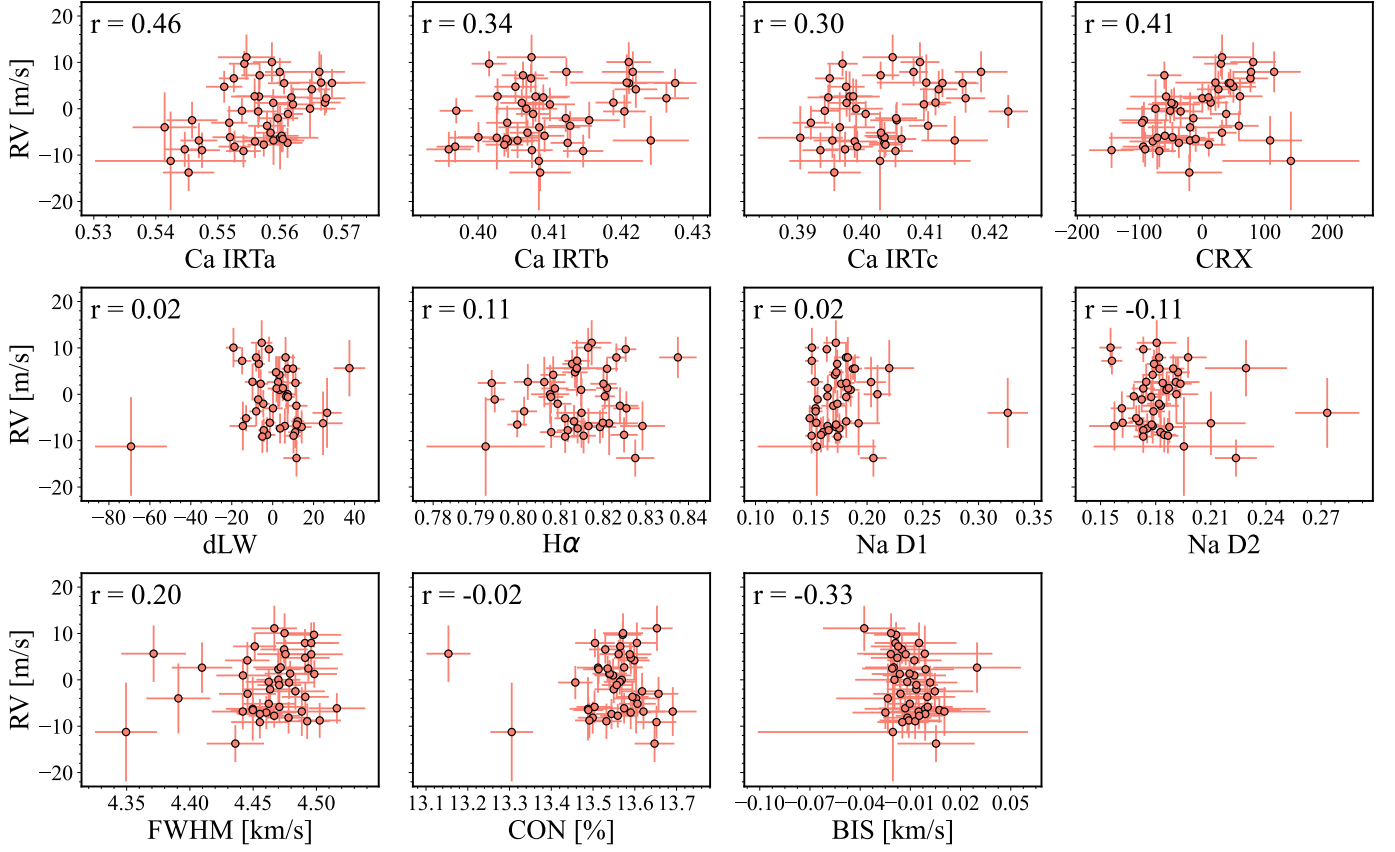 r = 0.46
r = 0.34
r = 0.30
r = 0.41
RV [m/s]
20
10
0
−10
−20
0.53 0.54 0.55 0.56 0.57
0.40 0.41 0.42 0.43
0.39 0.40 0.41 0.42
−200 −100 0 100 200
Ca IRTa
Ca IRTb
Ca IRTc
CRX
r = 0.02
r = 0.11
r = 0.02
r = -0.11
RV [m/s]
20
10
0
−10
−20
−80 −60 −40 −20 0 20 40
0.78 0.79 0.80 0.81 0.82 0.83 0.84
0.10 0.15 0.20 0.25 0.30 0.35
0.15 0.18 0.21 0.24 0.27
dLW
Hα
Na D1
Na D2
r = 0.20
r = -0.02
r = -0.33
RV [m/s]
20
10
0
−10
−20
4.35 4.40 4.45 4.50
13.1 13.2 13.3 13.4 13.5 13.6 13.7
−0.10 −0.07 −0.04 −0.01 0.02 0.05
FWHM [km/s]
CON [%]
BIS [km/s]